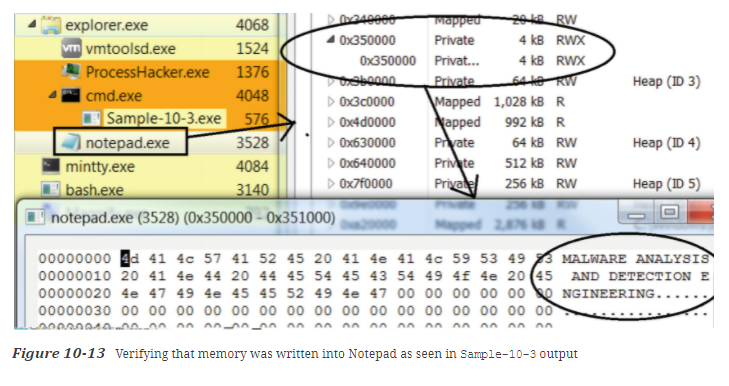 explorer.exe 4068
vmtoolsd.exe 1524
ProcessHacker.exe 1376
cmd.exe 4048
Sample-10-3.exe 576
notepad.exe 3528
mintty.exe 4084
bash.exe 3140
0x340000 Mapped 20 kB RW
0x350000 Private 4 kB RWX
0x350000 Privat... 4 kB RWX
0x3b0000 Private 64 kB RW Heap (ID 3)
0x3c0000 Mapped 1,028 kB R
0x4d0000 Mapped 992 kB R
0x630000 Private 64 kB RW Heap (ID 4)
0x640000 Private 512 kB RW
0x7f0000 Private 256 kB RW Heap (ID 5)
Private 256 kB RW
0xa20000 Mapped 2,876 kB R
notepad.exe (3528) (0x350000 - 0x351000)
00000000 4d 41 4c 57 41 52 45 20 41 4e 41 4c 59 53 49 53 MALWARE ANALYSIS
00000010 20 41 4e 44 20 44 45 54 45 43 54 49 4f 4e 20 45 AND DETECTION E
00000020 4e 47 49 4e 45 45 52 49 4e 47 00 00 00 00 00 00 NGINEERING......
00000030 00 00 00 00 00 00 00 00 00 00 00 00 00 00 00 00 ................
Figure 10-13 Verifying that memory was written into Notepad as seen in Sample-10-3 output